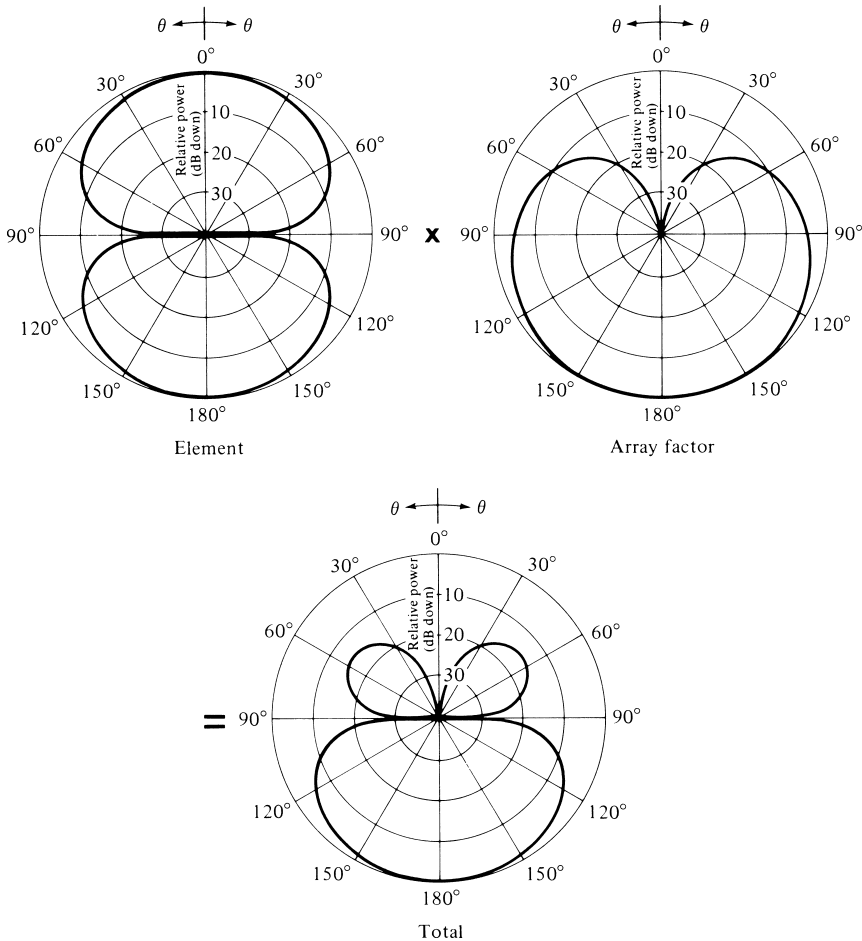 θ θ
0°
30° 30°
60° 60°
90° 90°
120° 120°
150° 150°
180°
Relative power
(dB down)
10
20
30
Element
x
θ θ
0°
30° 30°
60° 60°
90° 90°
120° 120°
150° 150°
180°
Relative power
(dB down)
10
20
30
Array factor
=
θ θ
0°
30° 30°
60° 60°
90° 90°
120° 120°
150° 150°
180°
Relative power
(dB down)
10
20
30
Total